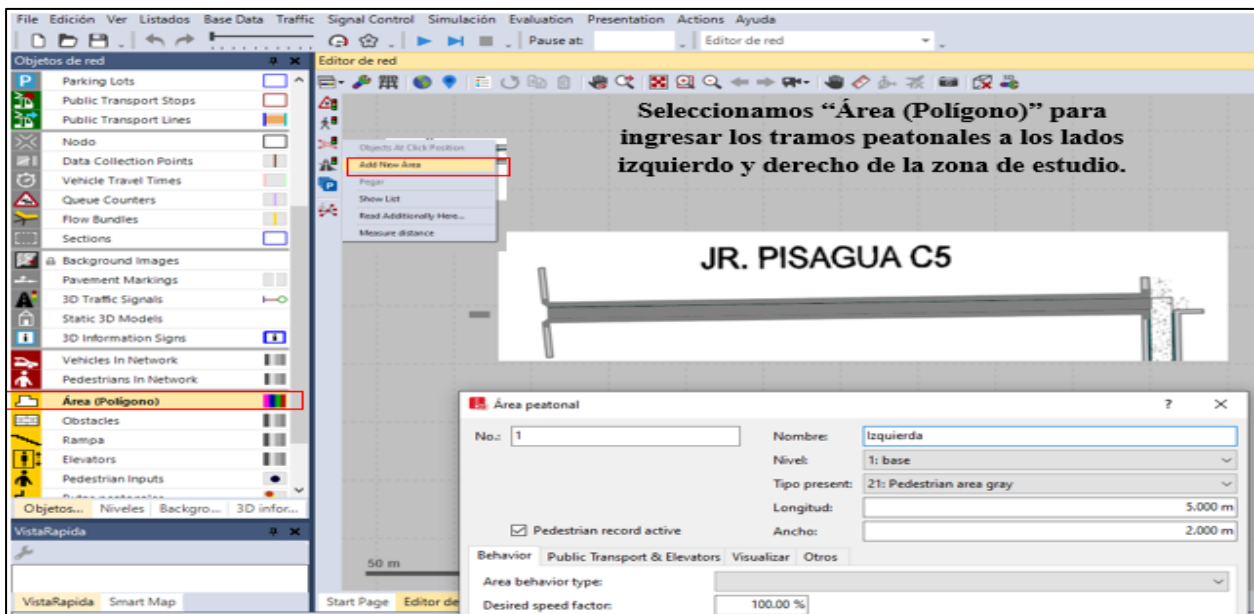 File Edición Ver Listados Base Data Traffic Signal Control Simulación Evaluation Presentation Actions Ayuda
Pause at: Editor de red
Objetos de red
Editor de red
Parking Lots
Public Transport Stops
Public Transport Lines
Nodo
Data Collection Points
Vehicle Travel Times
Queue Counters
Flow Bundles
Sections
Background Images
Pavement Markings
3D Traffic Signals
Static 3D Models
3D Information Signs
Vehicles In Network
Pedestrians In Network
Área (Polígono)
Obstacles
Rampa
Elevators
Pedestrian Inputs
Objetos... Niveles Backgro... 3D infor...
VistaRapida
VistaRapida Smart Map
Objects At Click Position
Add New Area
Pegar
Show List
Read Additionally Here...
Measure distance
Seleccionamos “Área (Polígono)” para
ingresar los tramos peatonales a los lados
izquierdo y derecho de la zona de estudio.
JR. PISAGUA C5
50 m
Start Page Editor de
Área peatonal ?
No.: 1 Nombre: Izquierda
Nivel: 1: base
Tipo present: 21: Pedestrian area gray
Longitud: 5.000 m
Pedestrian record active Ancho: 2.000 m
Behavior Public Transport & Elevators Visualizar Otros
Area behavior type:
Desired speed factor: 100.00 %